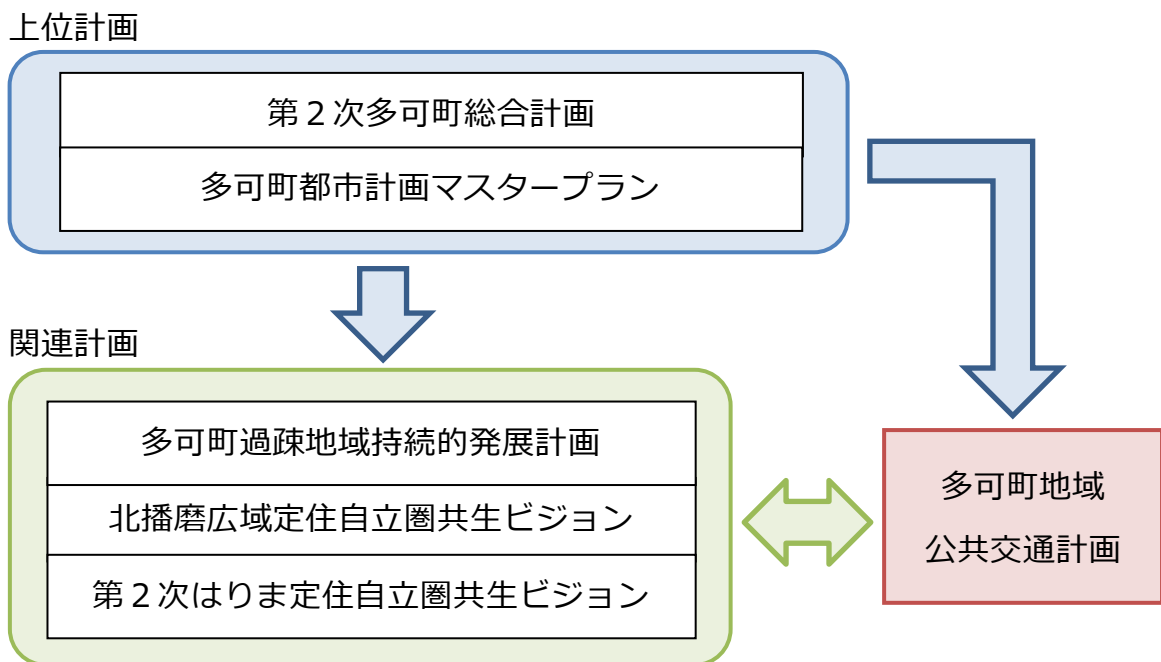 上位計画
第２次多可町総合計画
多可町都市計画マスタープラン
関連計画
多可町過疎地域持続的発展計画
北播磨広域定住自立圏共生ビジョン
第２次はりま定住自立圏共生ビジョン
多可町地域
公共交通計画